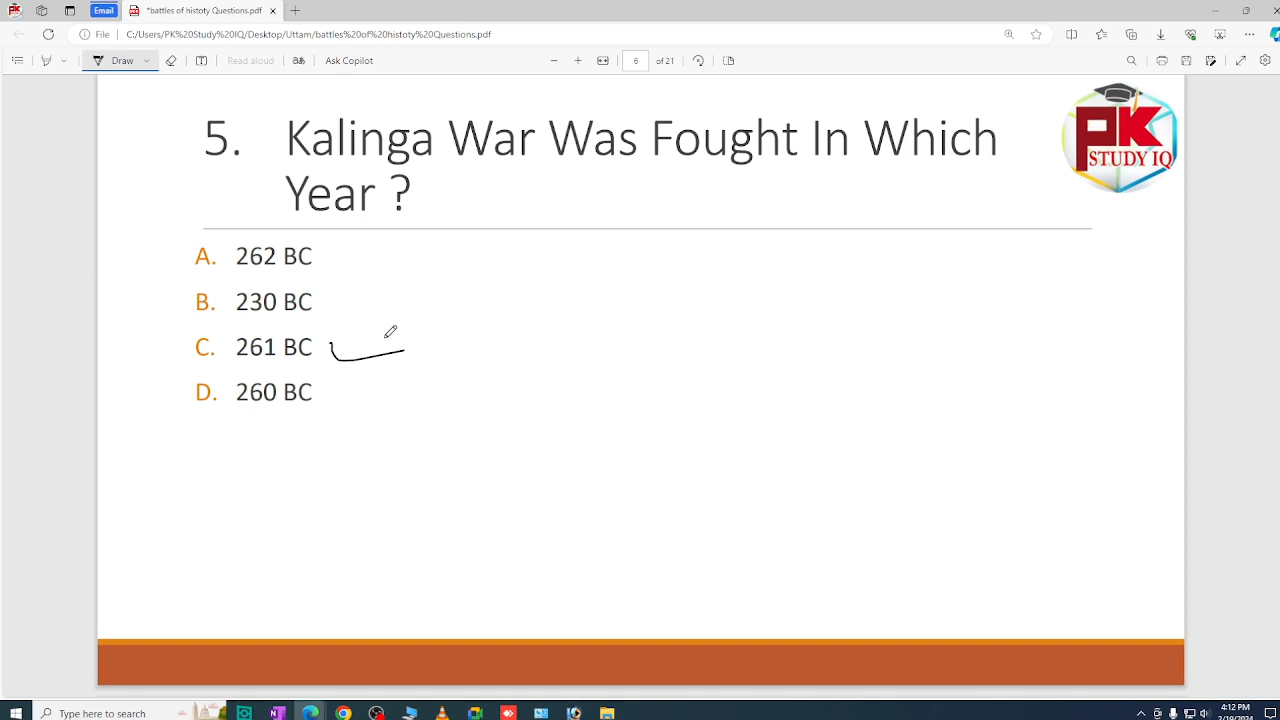 Email
*battles of histoty Questions.pdf
File
C:/Users/PK%20Study%20IQ/Desktop/Uttam/battles%20of%20histoty%20Questions.pdf
Draw
Read aloud
Ask Copilot
6 of 21
5. Kalinga War Was Fought In Which
Year ?
PK
STUDY IQ
A. 262 BC
B. 230 BC
C. 261 BC
D. 260 BC
Type here to search
4:12 PM